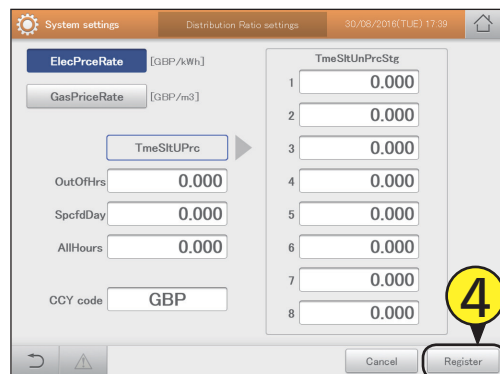 System settings Distribution Ratio settings 30/08/2016(TUE) 17:39
ElecPrceRate [GBP/kWh]
GasPriceRate [GBP/m3]
TmeSltUPrc
OutOfHrs 0.000
SpcfdDay 0.000
AllHours 0.000
CCY code GBP
TmeSltUnPrcStg
1 0.000
2 0.000
3 0.000
4 0.000
5 0.000
6 0.000
7 0.000
8 0.000
4
Cancel Register